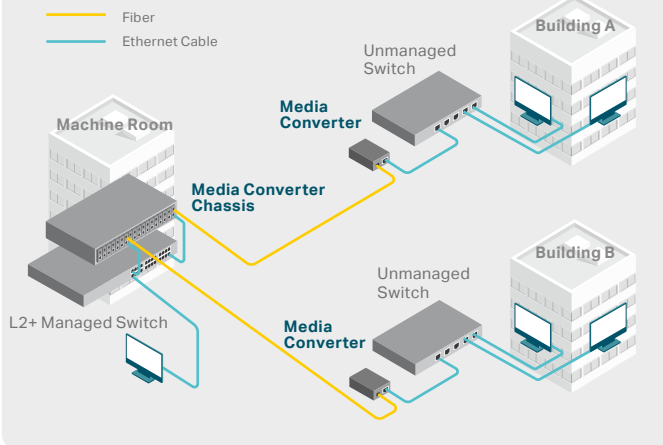 Fiber
Ethernet Cable
Building A
Unmanaged
Switch
Media
Converter
Machine Room
Media Converter
Chassis
L2+ Managed Switch
Building B
Unmanaged
Switch
Media
Converter